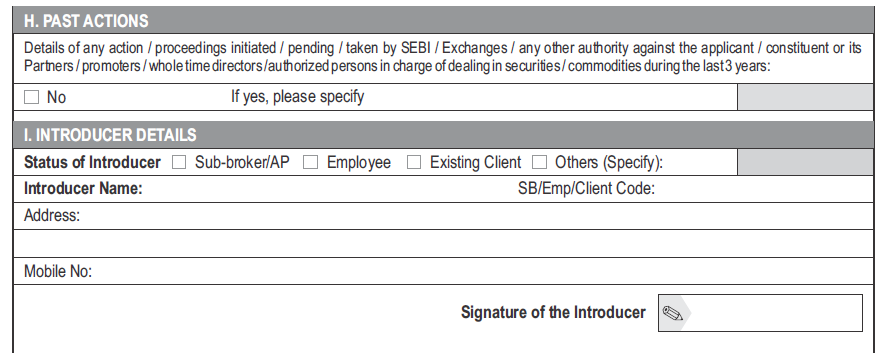 H. PAST ACTIONS
Details of any action / proceedings initiated / pending / taken by SEBI / Exchanges / any other authority against the applicant / constituent or its
Partners / promoters / whole time directors / authorized persons in charge of dealing in securities / commodities during the last 3 years:
No If yes, please specify
I. INTRODUCER DETAILS
Status of Introducer Sub-broker/AP Employee Existing Client Others (Specify):
Introducer Name: SB/Emp/Client Code:
Address:
Mobile No:
Signature of the Introducer